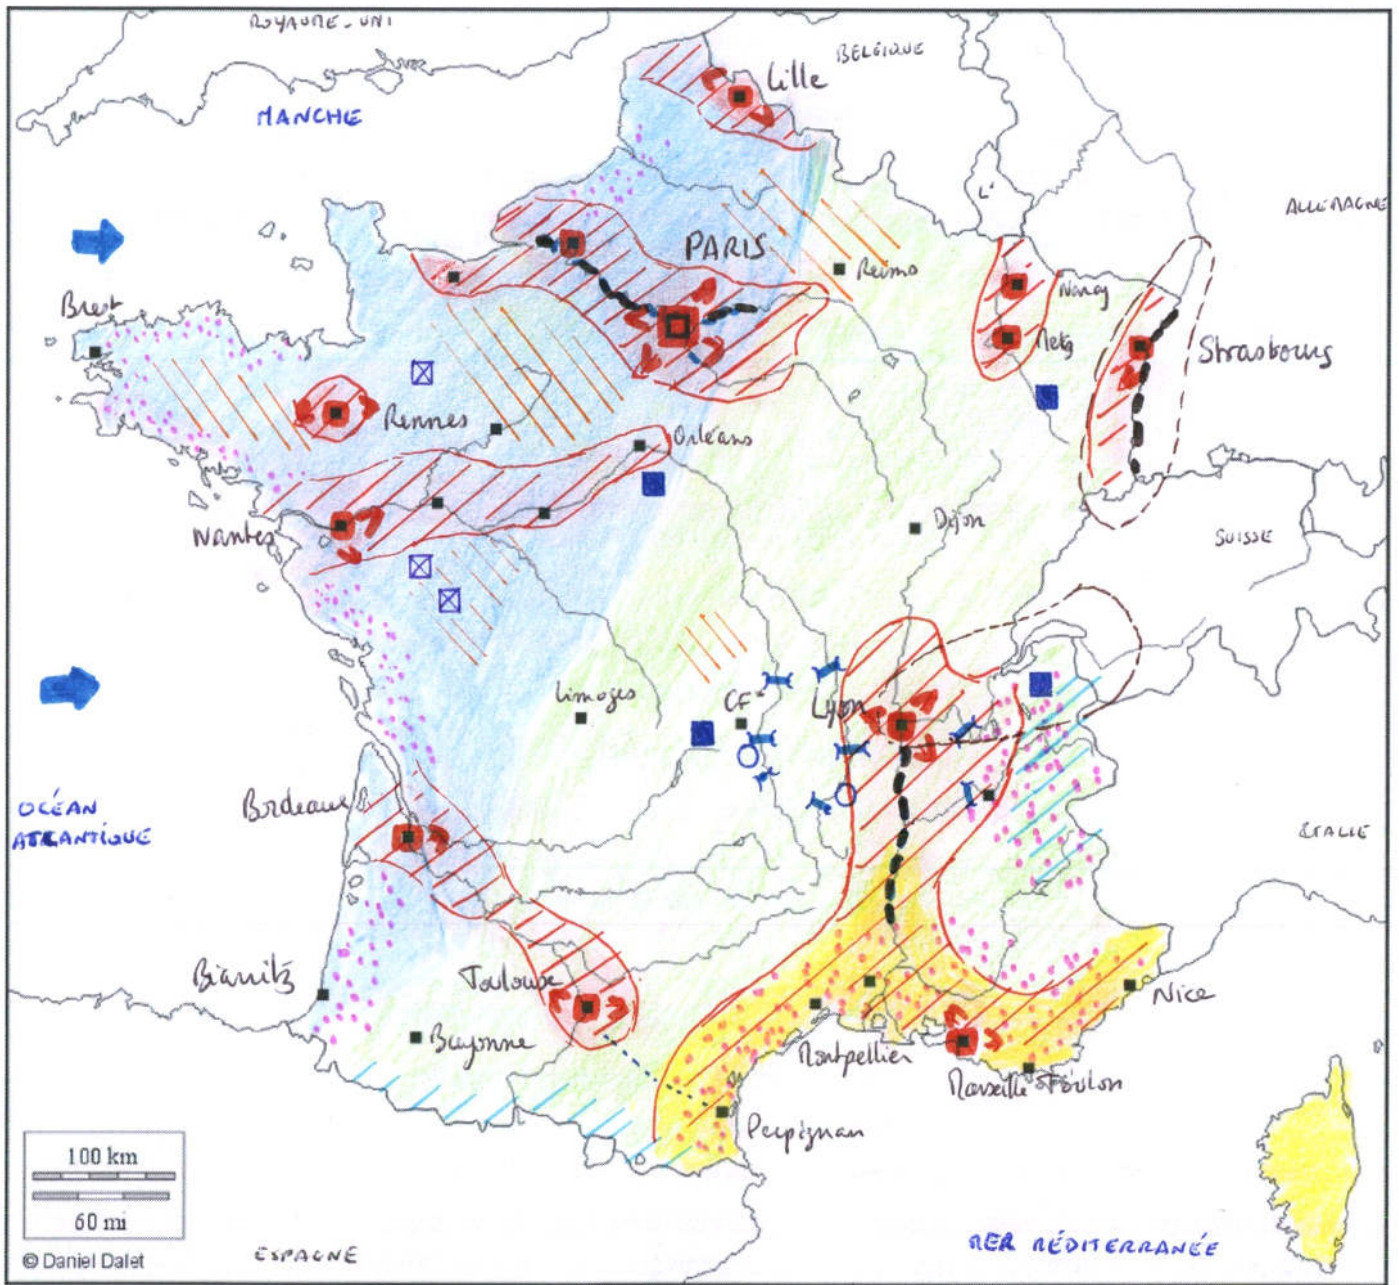 ROYAUME-UNI
BELGIQUE
Lille
MANCHE
L.
ALLEMAGNE
PARIS
Reims
Nancy
Brest
Metz
Strasbourg
Rennes
Orléans
Nantes
Dijon
SUISSE
Limoges
CF
Lyon
Bordeaux
OCÉAN
ATLANTIQUE
ITALIE
Biarritz
Toulouse
Nice
Bayonne
Montpellier
Marseille
Toulon
Perpignan
100 km
60 mi
© Daniel Dalet
ESPAGNE
MER MÉDITERRANÉE